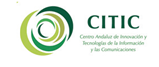 CITIC
Centro Andaluz de Innovación y
Tecnologías de la Información
y las Comunicaciones